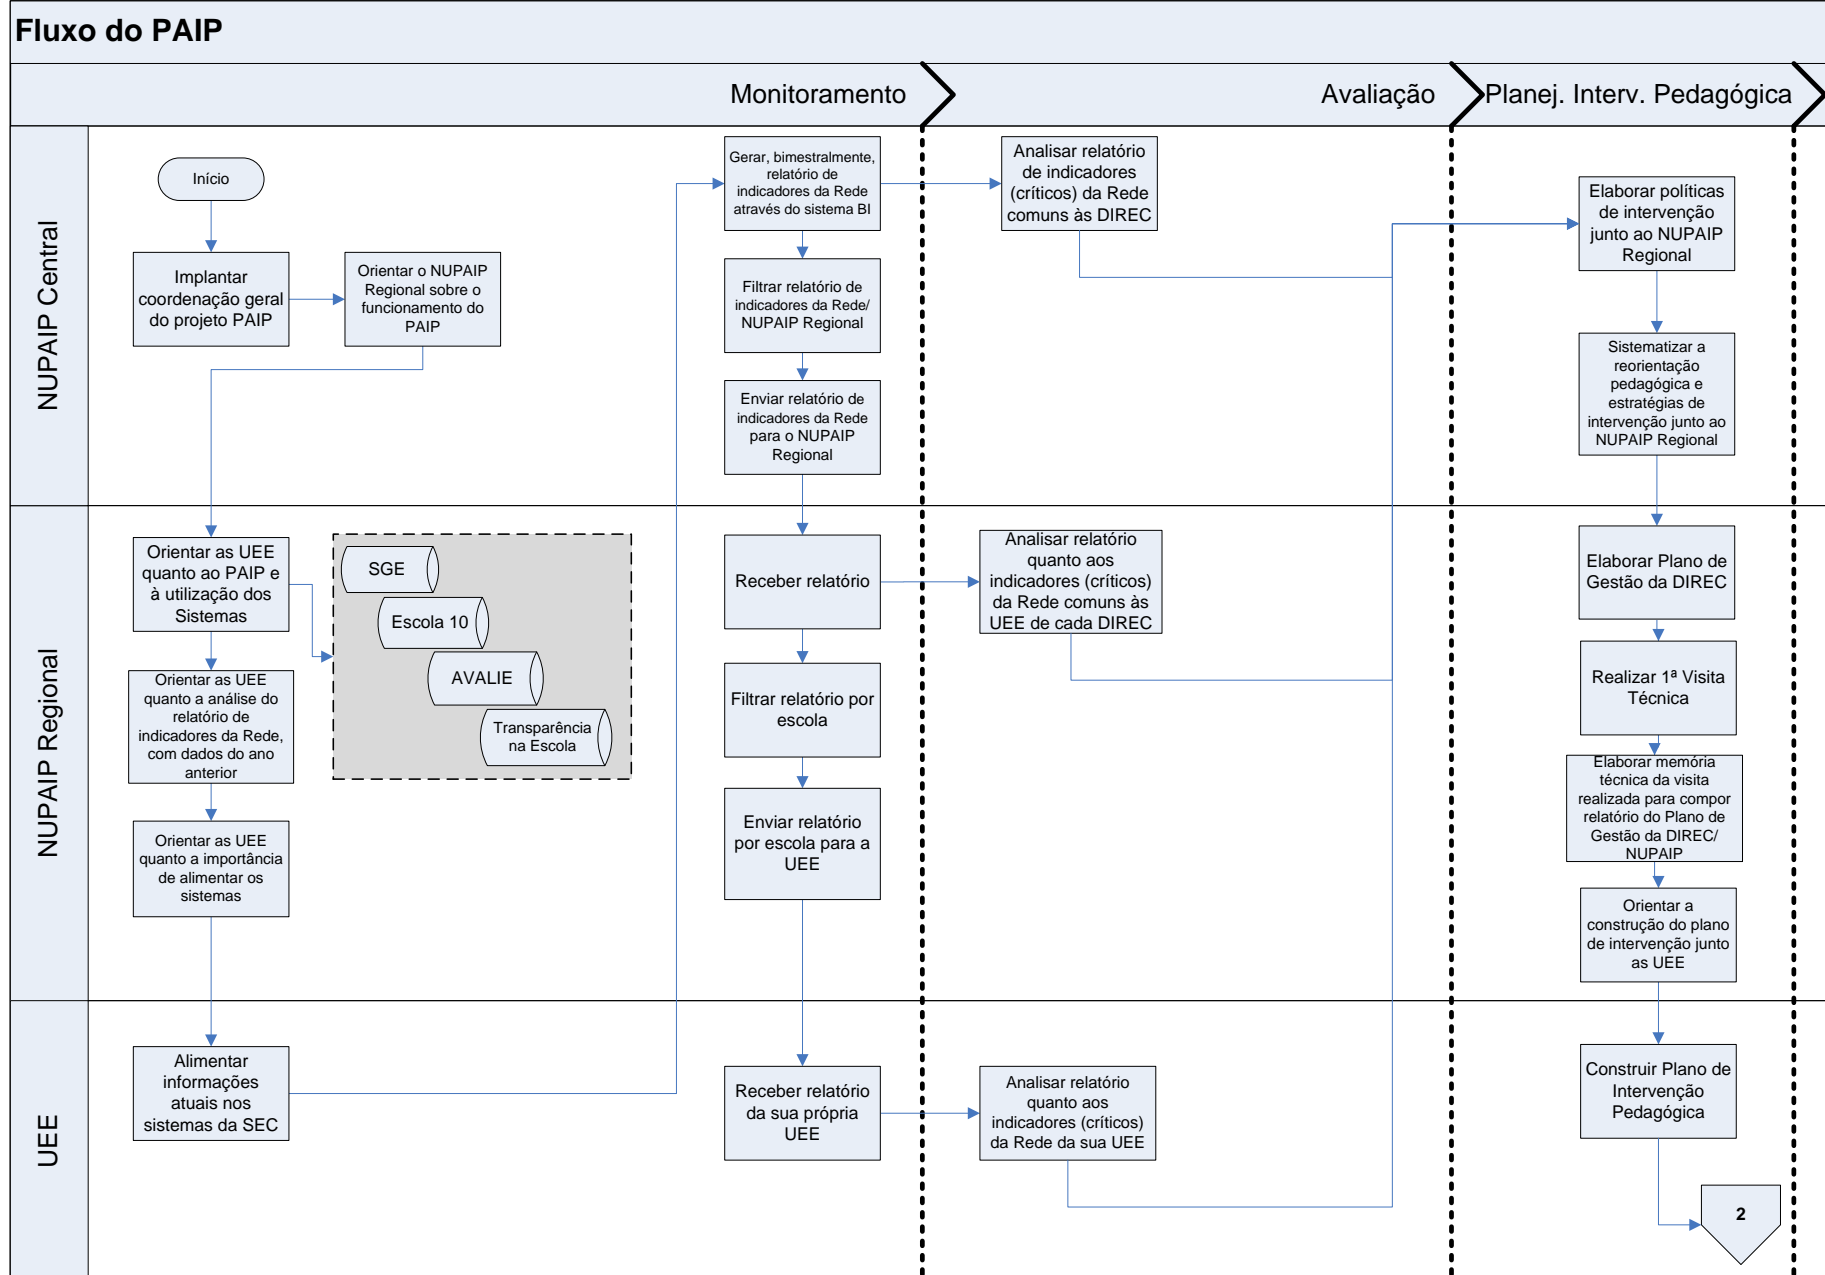 Fluxo do PAIP
Monitoramento
Avaliação
Planej. Interv. Pedagógica
NUPAIP Central
Início
Implantar
coordenação geral
do projeto PAIP
Orientar o NUPAIP
Regional sobre o
funcionamento do
PAIP
Gerar, bimestralmente,
relatório de
indicadores da Rede
através do sistema BI
Filtrar relatório de
indicadores da Rede/
NUPAIP Regional
Enviar relatório de
indicadores da Rede
para o NUPAIP
Regional
Analisar relatório
de indicadores
(críticos) da Rede
comuns às DIREC
Elaborar políticas
de intervenção
junto ao NUPAIP
Regional
Sistematizar a
reorientação
pedagógica e
estratégias de
intervenção junto ao
NUPAIP Regional
NUPAIP Regional
Orientar as UEE
quanto ao PAIP e
à utilização dos
Sistemas
Orientar as UEE
quanto a análise do
relatório de
indicadores da Rede,
com dados do ano
anterior
Orientar as UEE
quanto a importância
de alimentar os
sistemas
SGE
Escola 10
AVALIE
Transparência
na Escola
Receber relatório
Filtrar relatório por
escola
Enviar relatório
por escola para a
UEE
Analisar relatório
quanto aos
indicadores (críticos)
da Rede comuns às
UEE de cada DIREC
Elaborar Plano de
Gestão da DIREC
Realizar 1ª Visita
Técnica
Elaborar memória
técnica da visita
realizada para compor
relatório do Plano de
Gestão da DIREC/
NUPAIP
Orientar a
construção do plano
de intervenção junto
as UEE
UEE
Alimentar
informações
atuais nos
sistemas da SEC
Receber relatório
da sua própria
UEE
Analisar relatório
quanto aos
indicadores (críticos)
da Rede da sua UEE
Construir Plano de
Intervenção
Pedagógica
2